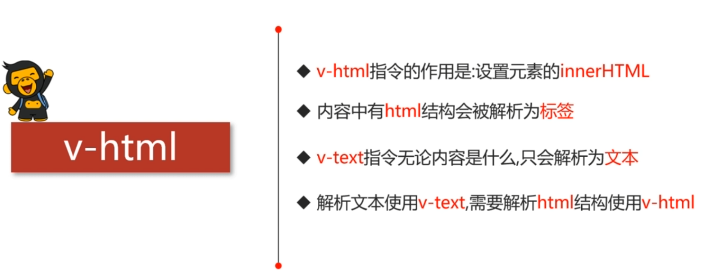 v-html
◆ v-html指令的作用是:设置元素的innerHTML
◆ 内容中有html结构会被解析为标签
◆ v-text指令无论内容是什么,只会解析为文本
◆ 解析文本使用v-text,需要解析html结构使用v-html